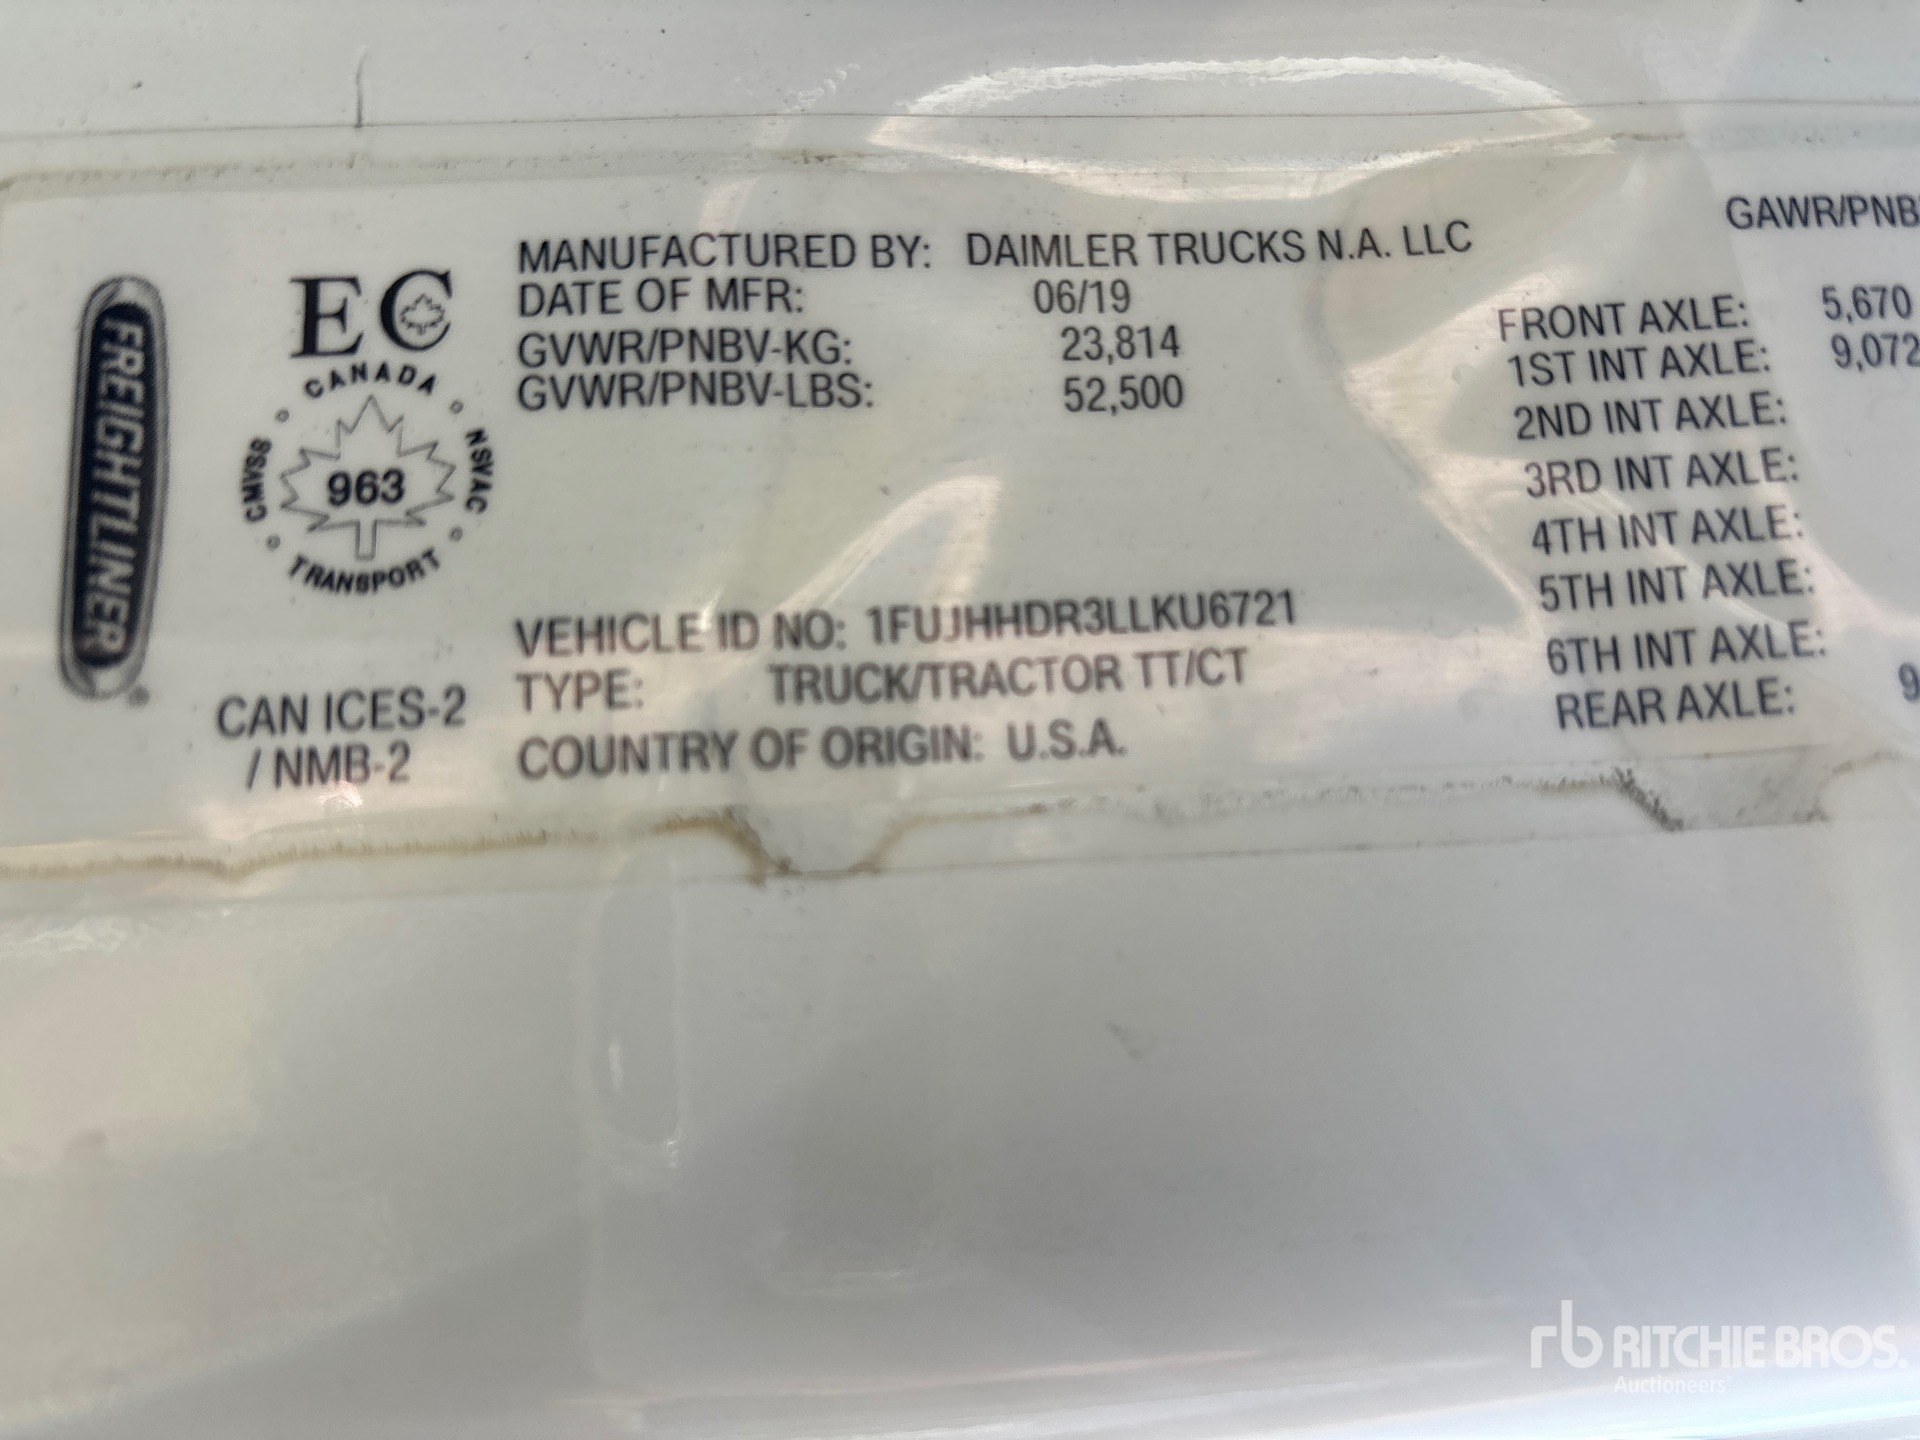 FREIGHTLINER®
EC
CANADA
CMVSS
963
NSVAC
TRANSPORT
CAN ICES-2
/ NMB-2
MANUFACTURED BY: DAIMLER TRUCKS N.A. LLC
DATE OF MFR: 06/19
GVWR/PNBV-KG: 23,814
GVWR/PNBV-LBS: 52,500
VEHICLE ID NO: 1FUJHHDR3LLKU6721
TYPE: TRUCK/TRACTOR TT/CT
COUNTRY OF ORIGIN: U.S.A.
GAWR/PNB
FRONT AXLE: 5,670
1ST INT AXLE: 9,072
2ND INT AXLE:
3RD INT AXLE:
4TH INT AXLE:
5TH INT AXLE:
6TH INT AXLE:
REAR AXLE: 9
rb RITCHIE BROS.
Auctioneers